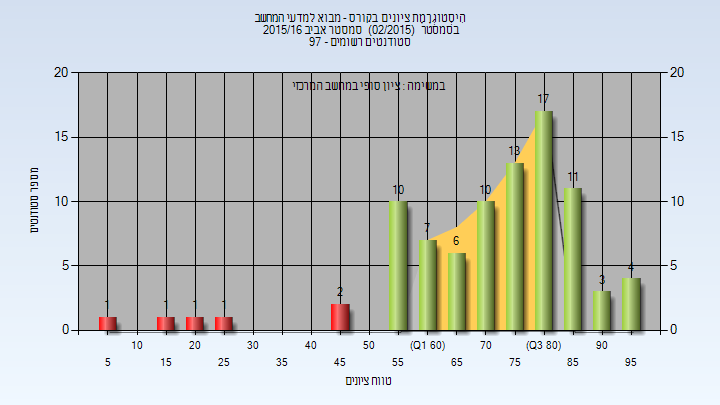 היסטוגרמת ציונים בקורס - מבוא למדעי המחשב
בסמסטר (02/2015) סמסטר אביב 2015/16
סטודנטים רשומים - 97
במשימה : ציון סופי במחשב המרכזי
20 20
15 15
10 10
5 5
0 0
מספר סטודנטים
1 1 1 1 2 10 7 6 10 13 17 11 3 4
10 20 30 40 50 (Q1 60) 70 (Q3 80) 90
5 15 25 35 45 55 65 75 85 95
טווח ציונים